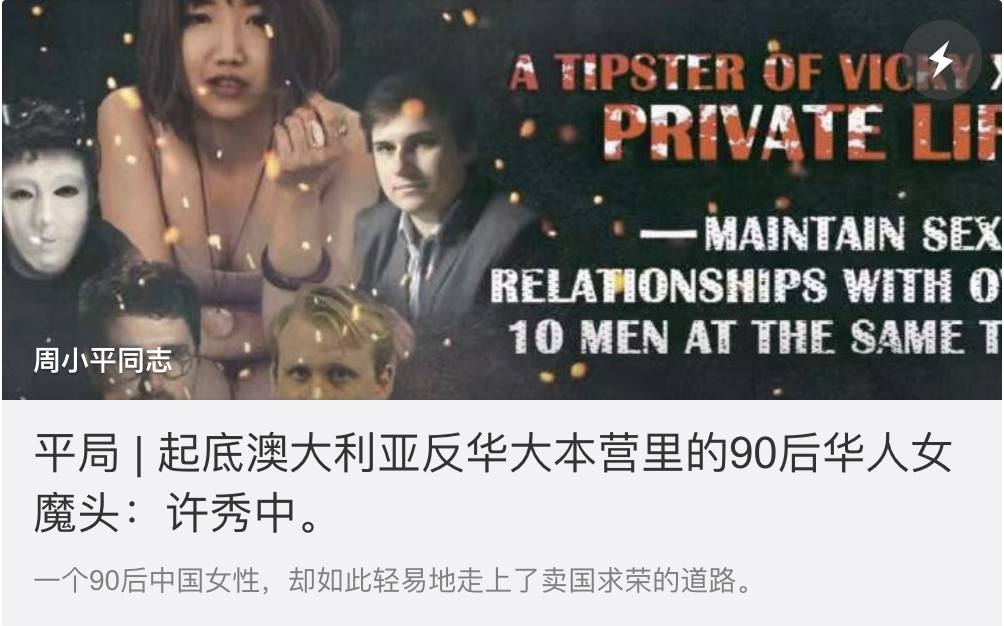 A TIPSTER OF VICKY
PRIVATE
—MAINTAIN SEX
RELATIONSHIPS WITH
10 MEN AT THE SAME
周小平同志
平局 | 起底澳大利亚反华大本营里的90后华人女
魔头：许秀中。
一个90后中国女性，却如此轻易地走上了卖国求荣的道路。